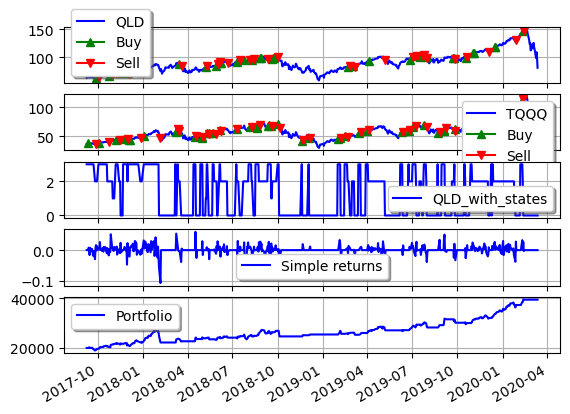 150
100
QLD
Buy
Sell
100
50
TQQQ
Buy
Sell
2
0
QLD_with_states
0.0
-0.1
Simple returns
40000
20000
Portfolio
2017-10
2018-01
2018-04
2018-07
2018-10
2019-01
2019-04
2019-07
2019-10
2020-01
2020-04